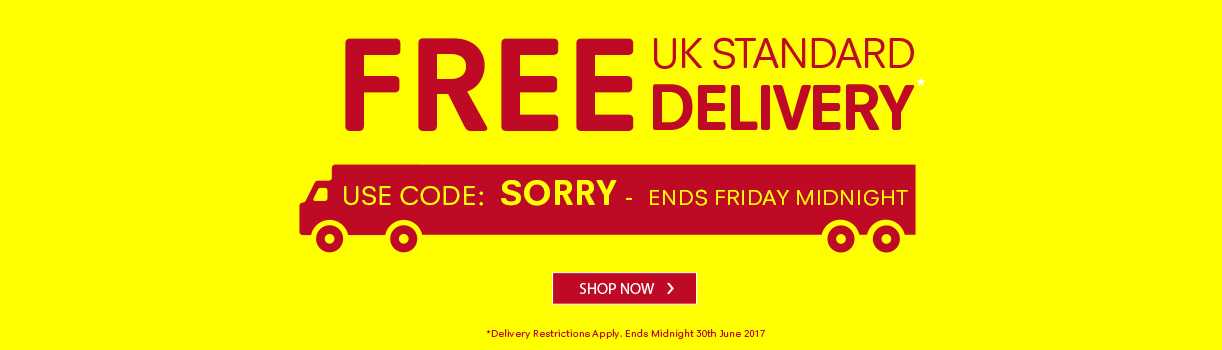 FREE UK STANDARD
DELIVERY*
USE CODE: SORRY - ENDS FRIDAY MIDNIGHT
SHOP NOW >
*Delivery Restrictions Apply. Ends Midnight 30th June 2017